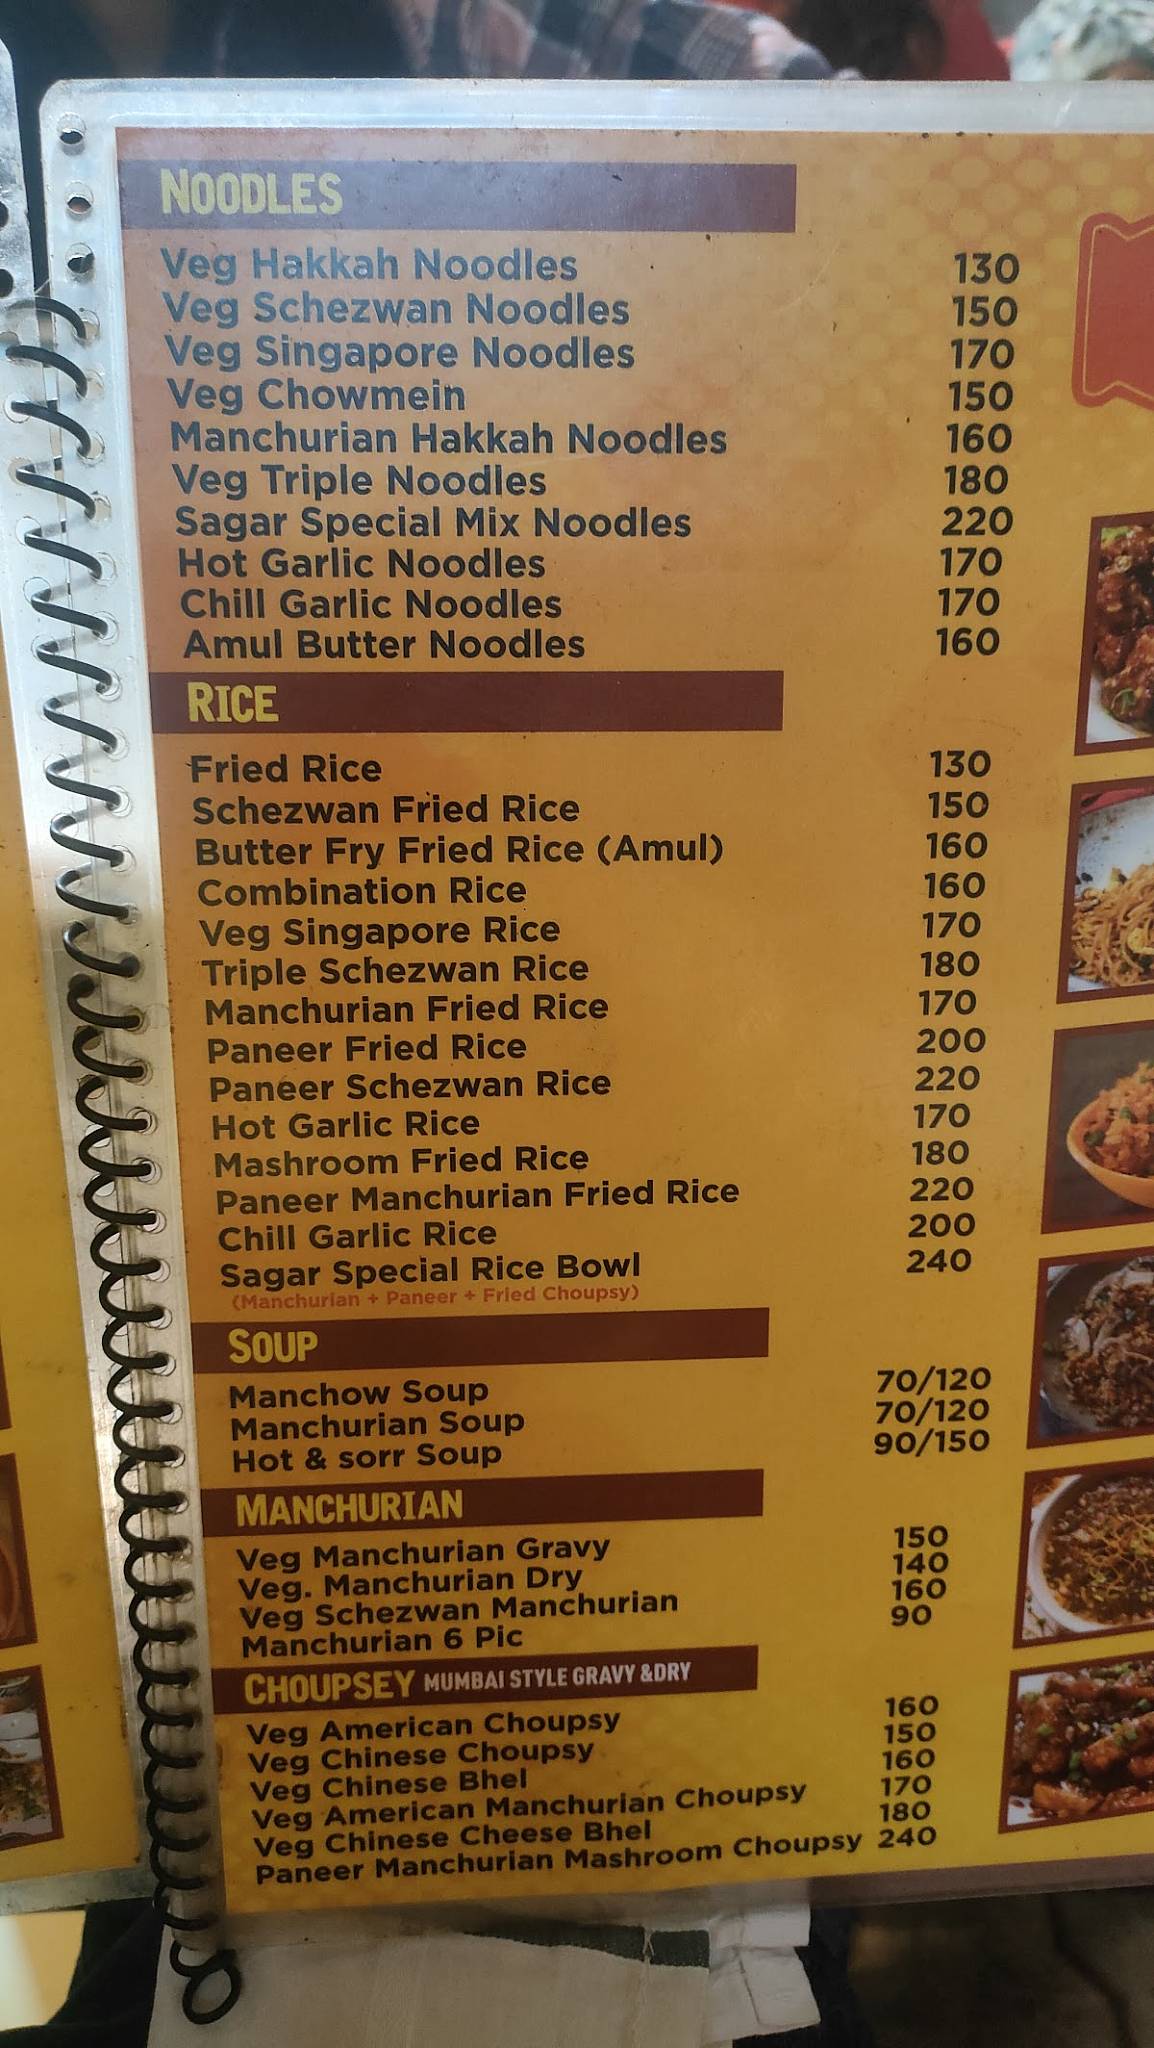 NOODLES
Veg Hakkah Noodles 130
Veg Schezwan Noodles 150
Veg Singapore Noodles 170
Veg Chowmein 150
Manchurian Hakkah Noodles 160
Veg Triple Noodles 180
Sagar Special Mix Noodles 220
Hot Garlic Noodles 170
Chill Garlic Noodles 170
Amul Butter Noodles 160
RICE
Fried Rice 130
Schezwan Fried Rice 150
Butter Fry Fried Rice (Amul) 160
Combination Rice 160
Veg Singapore Rice 170
Triple Schezwan Rice 180
Manchurian Fried Rice 170
Paneer Fried Rice 200
Paneer Schezwan Rice 220
Hot Garlic Rice 170
Mashroom Fried Rice 180
Paneer Manchurian Fried Rice 220
Chill Garlic Rice 200
Sagar Special Rice Bowl 240
(Manchurian + Paneer + Fried Choupsy)
SOUP
Manchow Soup 70/120
Manchurian Soup 70/120
Hot & sorr Soup 90/150
MANCHURIAN
Veg Manchurian Gravy 150
Veg. Manchurian Dry 140
Veg Schezwan Manchurian 160
Manchurian 6 Pic 90
CHOUPSEY MUMBAI STYLE GRAVY &DRY
Veg American Choupsy 160
Veg Chinese Choupsy 150
Veg Chinese Bhel 160
Veg American Manchurian Choupsy 170
Veg Chinese Cheese Bhel 180
Paneer Manchurian Mashroom Choupsy 240